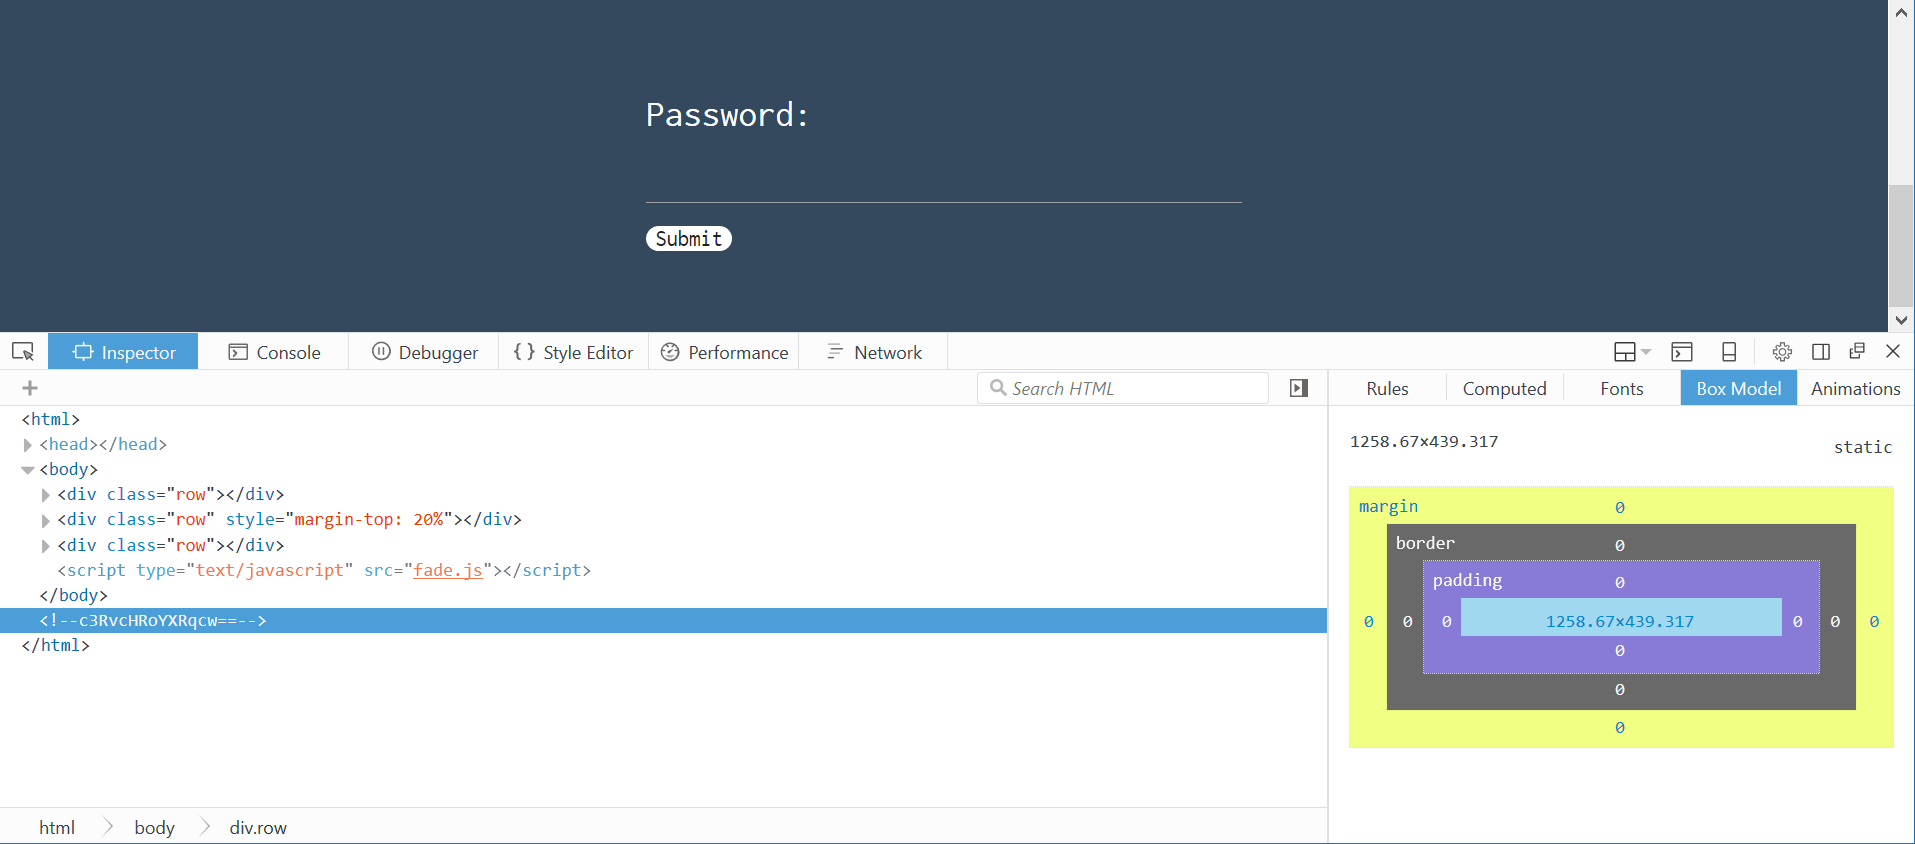 Password:
Submit
Inspector Console Debugger { } Style Editor Performance Network
+ Search HTML
Rules Computed Fonts Box Model Animations
<html>
<head></head>
<body>
<div class="row"></div>
<div class="row" style="margin-top: 20%"></div>
<div class="row"></div>
<script type="text/javascript" src="fade.js"></script>
</body>
<!--c3RvcHRoYXRqcw==-->
</html>
html body div.row
1258.67×439.317 static
margin 0
border 0
padding 0
0 0 0 1258.67×439.317 0 0 0
0
0
0